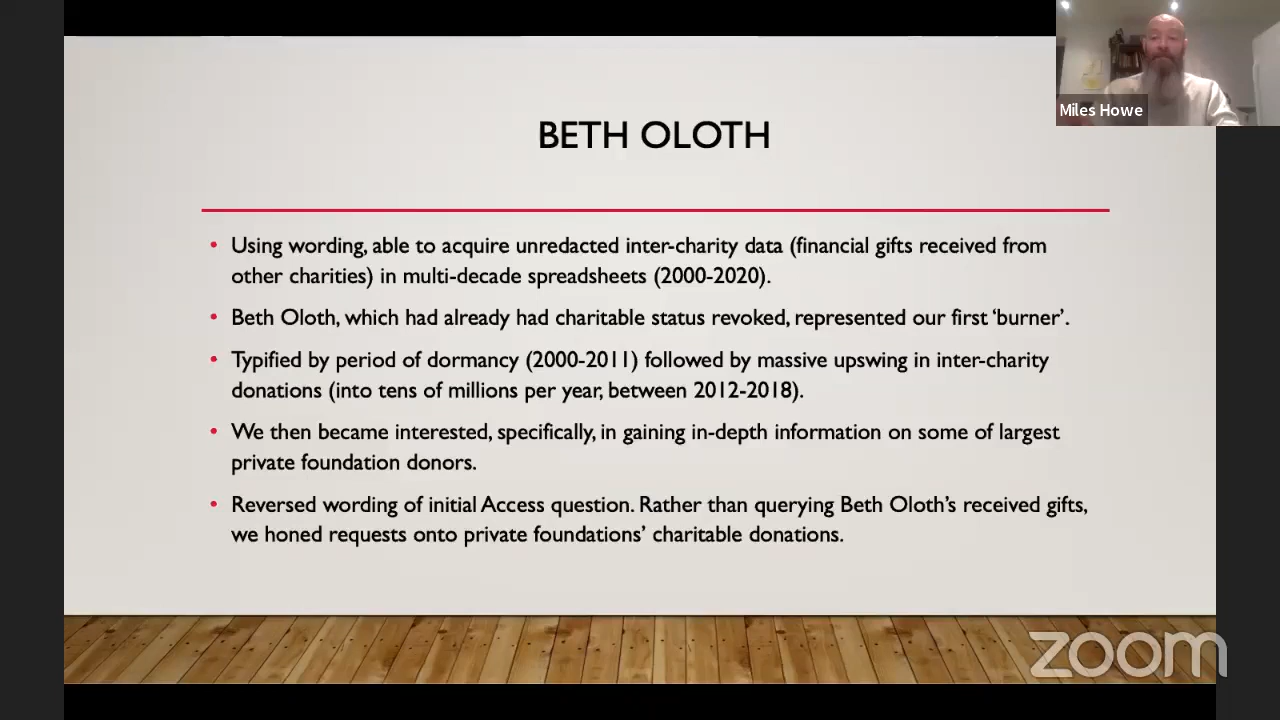 Miles Howe
BETH OLOTH
• Using wording, able to acquire unredacted inter-charity data (financial gifts received from
other charities) in multi-decade spreadsheets (2000-2020).
• Beth Oloth, which had already had charitable status revoked, represented our first ‘burner’.
• Typified by period of dormancy (2000-2011) followed by massive upswing in inter-charity
donations (into tens of millions per year, between 2012-2018).
• We then became interested, specifically, in gaining in-depth information on some of largest
private foundation donors.
• Reversed wording of initial Access question. Rather than querying Beth Oloth’s received gifts,
we honed requests onto private foundations’ charitable donations.
zoom